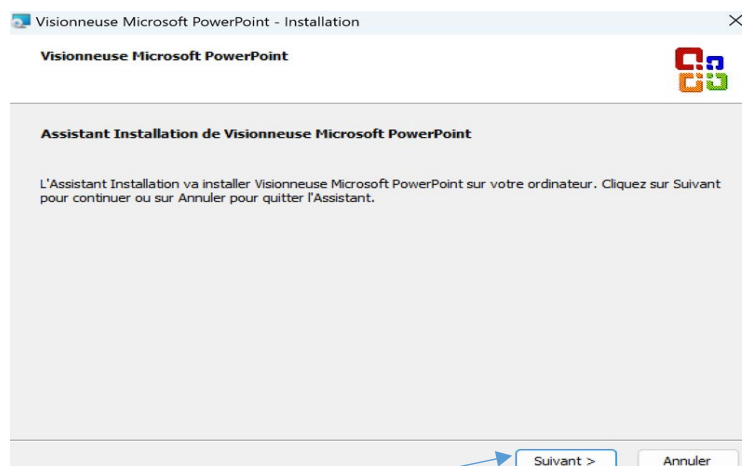 Visionneuse Microsoft PowerPoint - Installation
Visionneuse Microsoft PowerPoint
Assistant Installation de Visionneuse Microsoft PowerPoint
L'Assistant Installation va installer Visionneuse Microsoft PowerPoint sur votre ordinateur. Cliquez sur Suivant
pour continuer ou sur Annuler pour quitter l'Assistant.
Suivant > Annuler